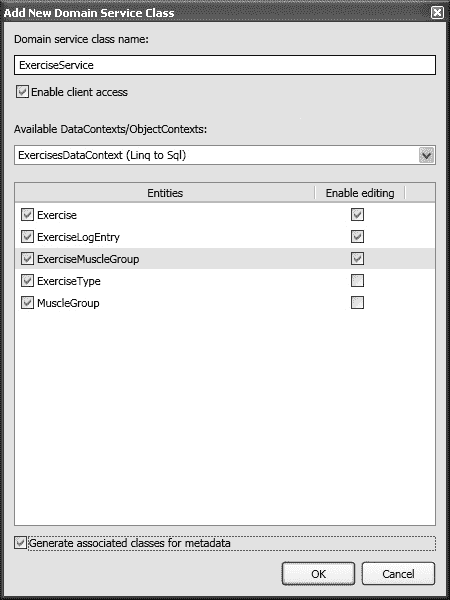 Add New Domain Service Class
Domain service class name:
ExerciseService
Enable client access
Available DataContexts/ObjectContexts:
ExercisesDataContext (Linq to Sql)
Entities Enable editing
Exercise
ExerciseLogEntry
ExerciseMuscleGroup
ExerciseType
MuscleGroup
Generate associated classes for metadata
OK Cancel